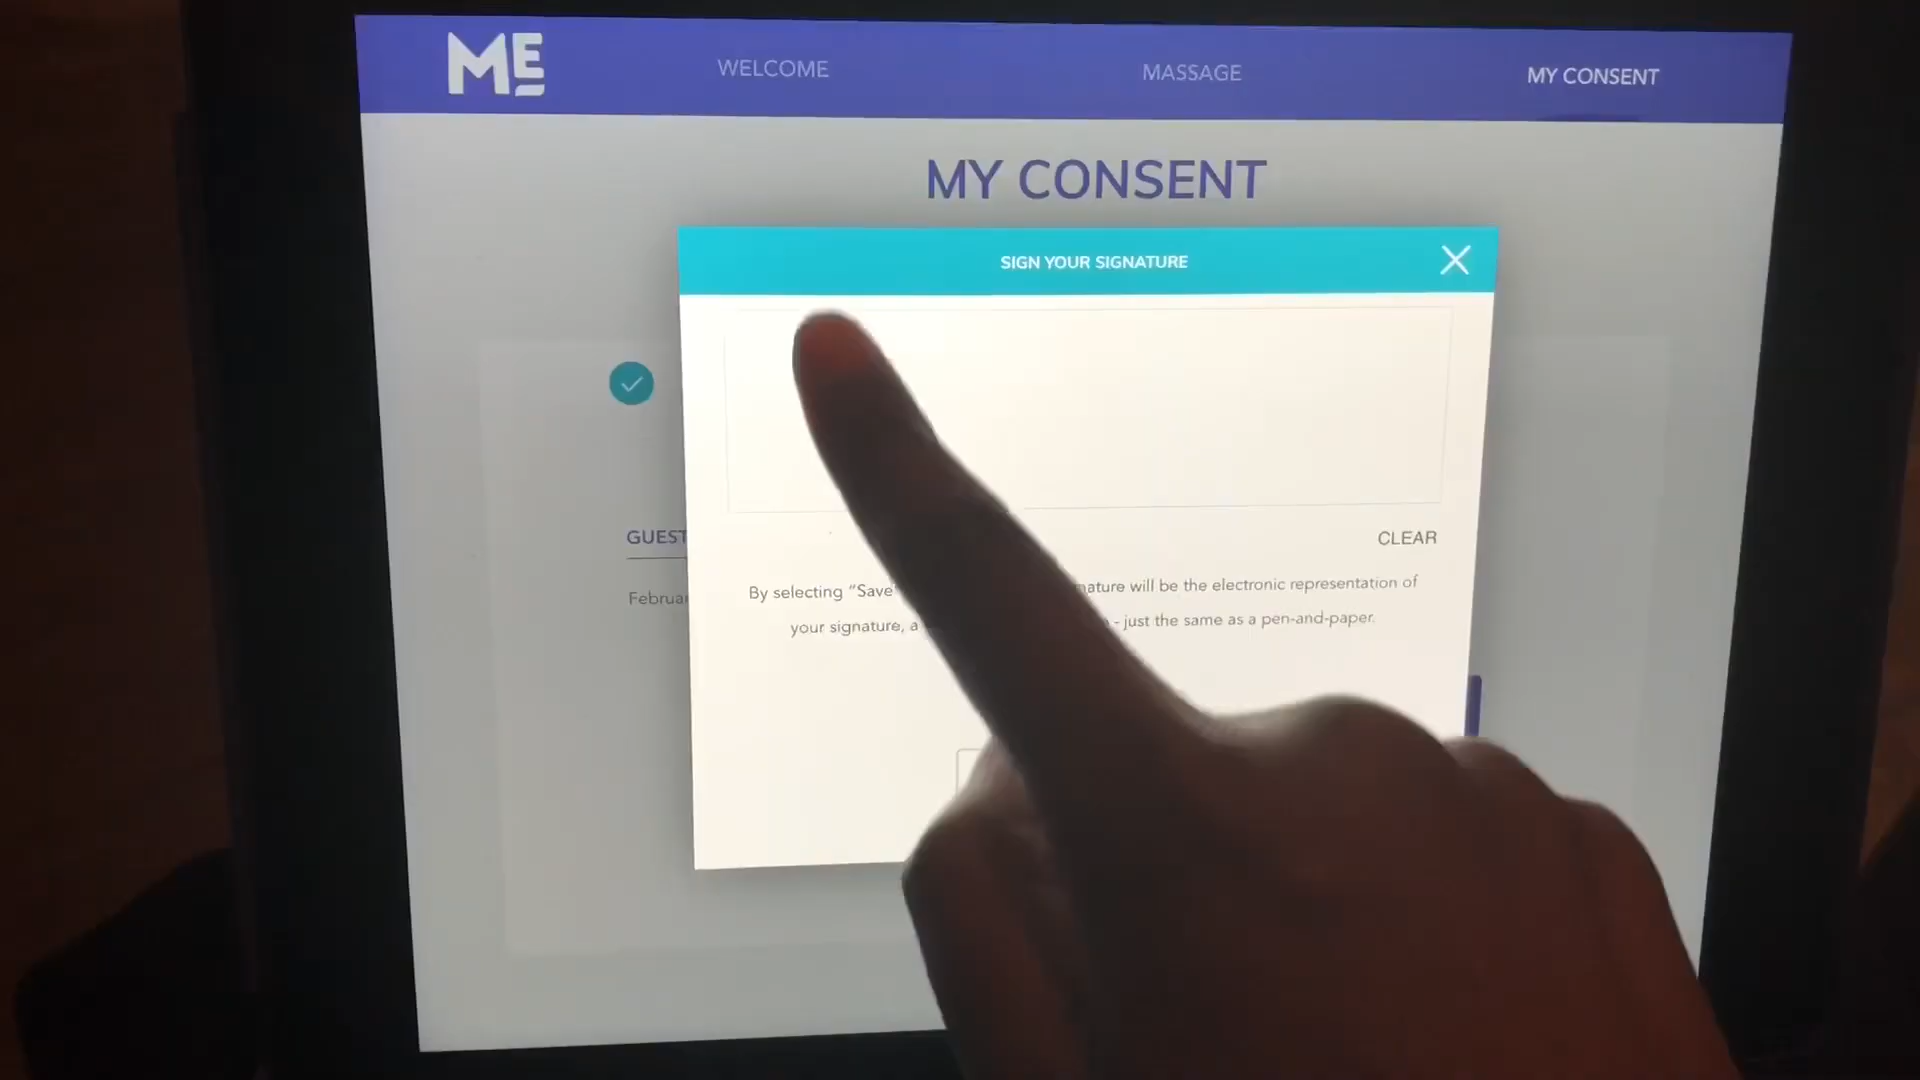 ME
WELCOME
MASSAGE
MY CONSENT
MY CONSENT
SIGN YOUR SIGNATURE
CLEAR
GUEST
By selecting “Save” nature will be the electronic representation of
your signature, a - just the same as a pen-and-paper.